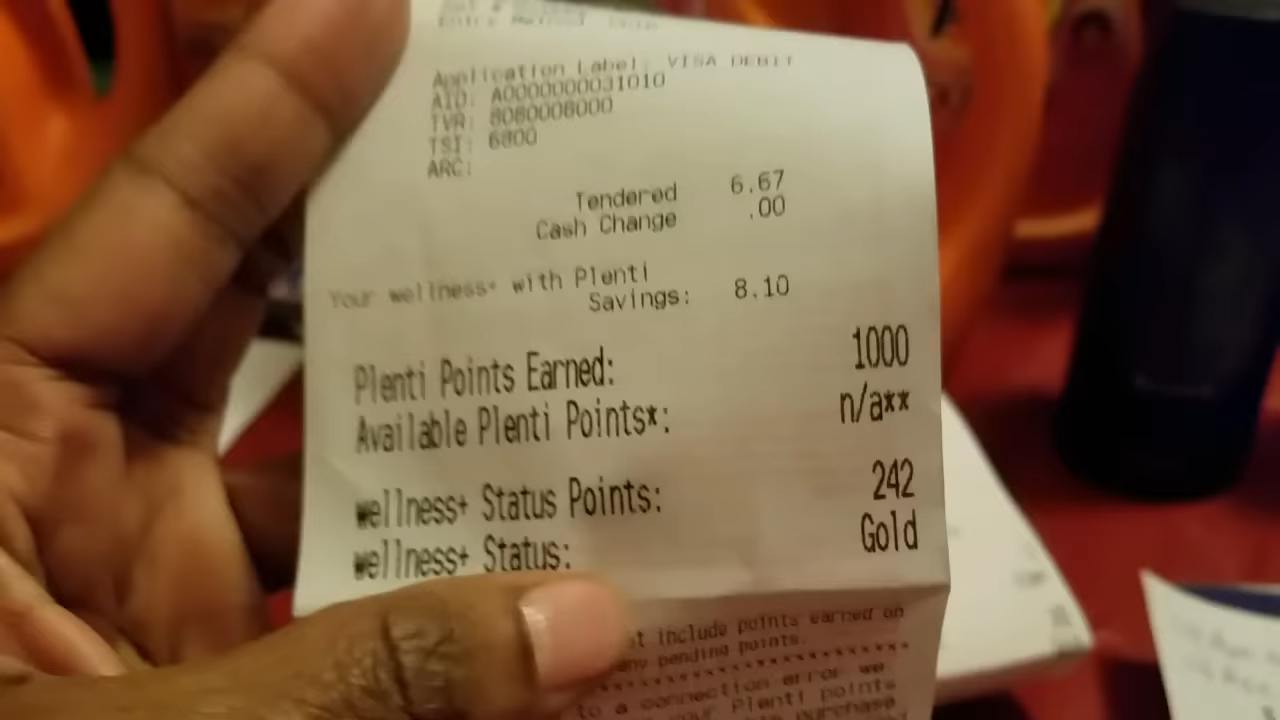 Application Label: VISA DEBIT
AID: A0000000031010
TVR: 8080008000
TSI: 6800
ARC:
Tendered 6.67
Cash Change .00
Your wellness+ with Plenti
Savings: 8.10
Plenti Points Earned: 1000
Available Plenti Points*: n/a**
wellness+ Status Points: 242
wellness+ Status: Gold
include points earned on
any pending points.
to a connection error we
your Plenti points
purchase